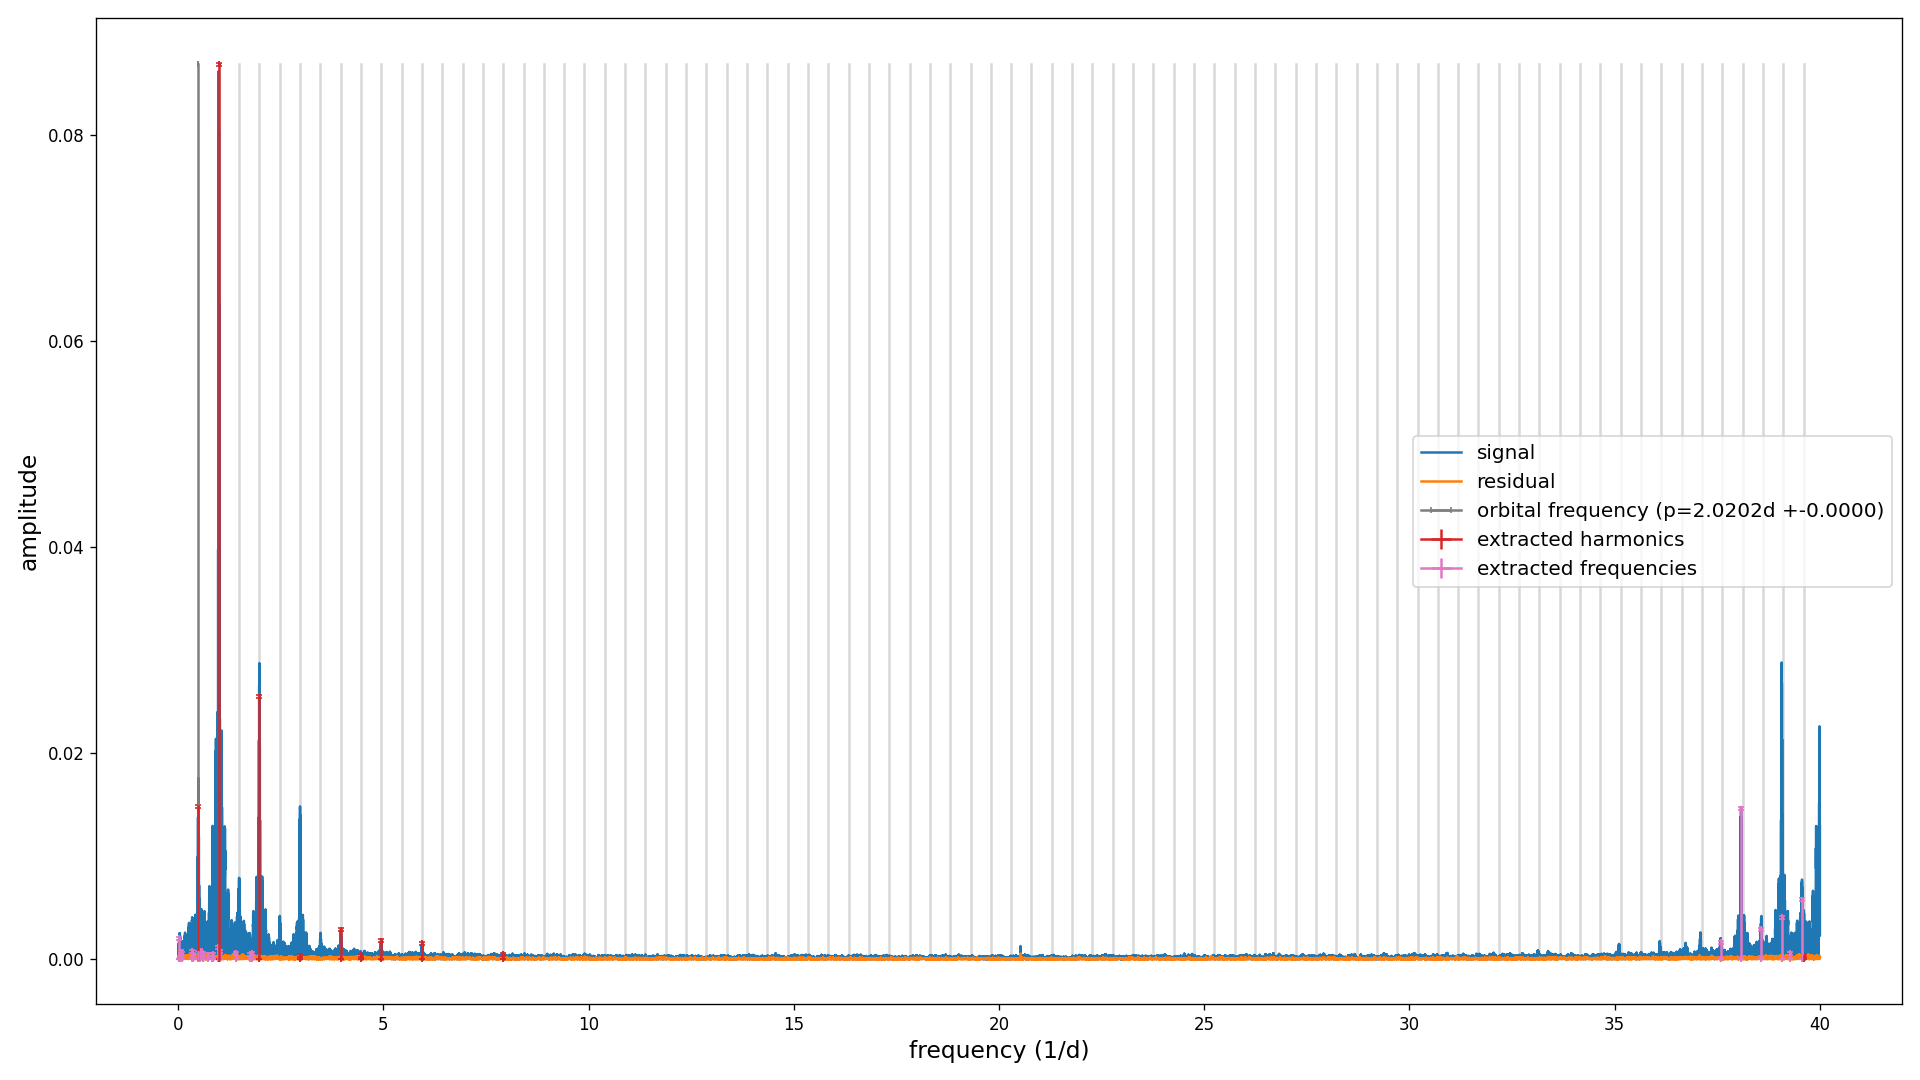 0.08
0.06
0.04
0.02
0.00
amplitude
signal
residual
orbital frequency (p=2.0202d +-0.0000)
extracted harmonics
extracted frequencies
0 5 10 15 20 25 30 35 40
frequency (1/d)